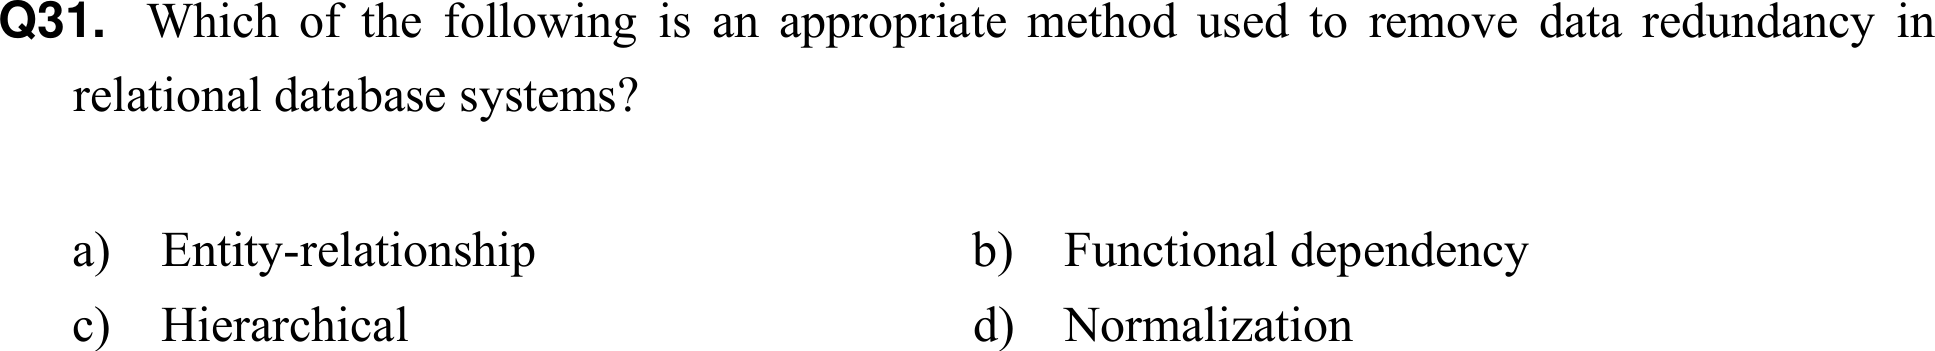 Q31. Which of the following is an appropriate method used to remove data redundancy in
relational database systems?
a) Entity-relationship b) Functional dependency
c) Hierarchical d) Normalization